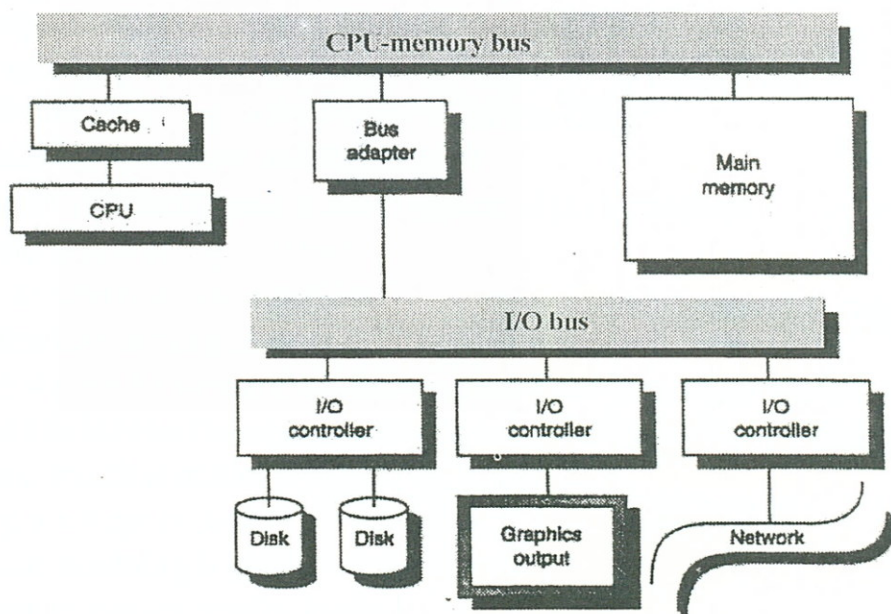 CPU-memory bus
Cache
Bus
adapter
Main
memory
CPU
I/O bus
I/O
controller
I/O
controller
I/O
controller
Disk
Disk
Graphics
output
Network